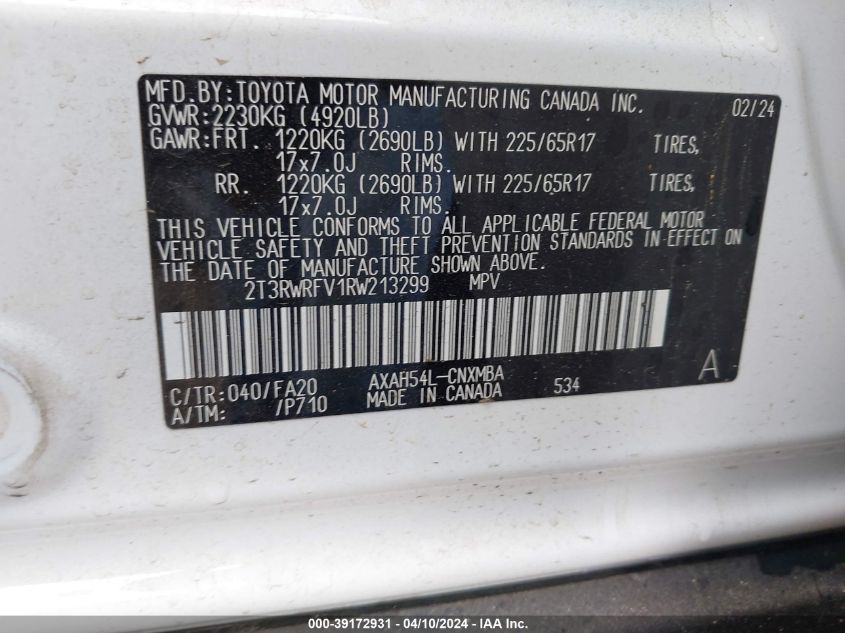 MFD.BY:TOYOTA MOTOR MANUFACTURING CANADA INC. 02/24
GVWR:2230KG (4920LB)
GAWR:FRT. 1220KG (2690LB) WITH 225/65R17 TIRES,
17x7.0J RIMS.
RR. 1220KG (2690LB) WITH 225/65R17 TIRES,
17x7.0J RIMS.
THIS VEHICLE CONFORMS TO ALL APPLICABLE FEDERAL MOTOR
VEHICLE SAFETY AND THEFT PREVENTION STANDARDS IN EFFECT ON
THE DATE OF MANUFACTURE SHOWN ABOVE.
2T3RWRFV1RW213299 MPV
C/TR:040/FA20 AXAH54L-CNXMBA 534 A
A/TM: /P710 MADE IN CANADA
000-39172931 - 04/10/2024 - IAA Inc.